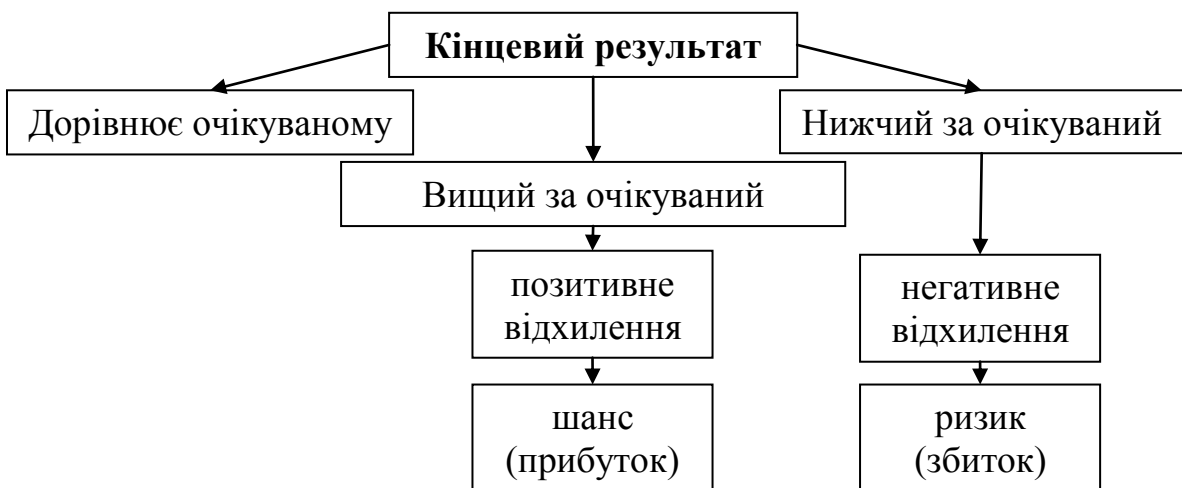 Кінцевий результат
Дорівнює очікуваному
Нижчий за очікуваний
Вищий за очікуваний
позитивне
відхилення
негативне
відхилення
шанс
(прибуток)
ризик
(збиток)